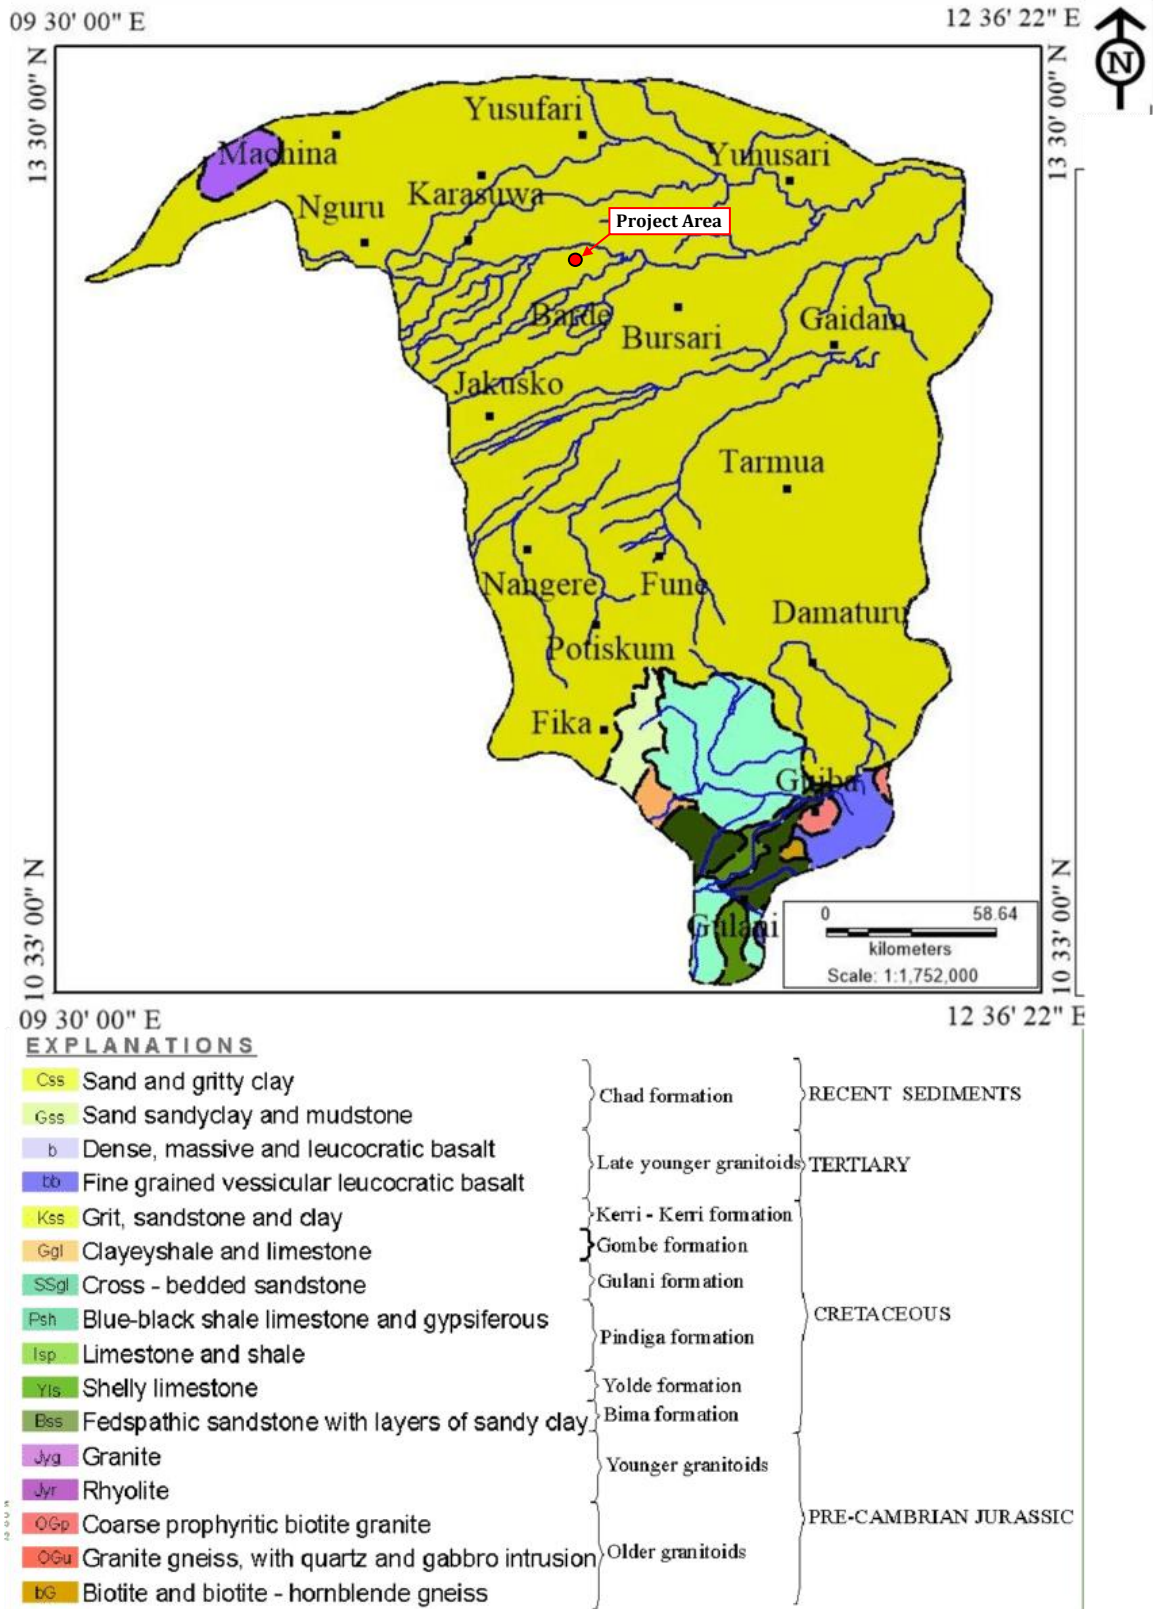 09 30' 00" E
12 36' 22" E
N
13 30' 00" N
13 30' 00" N
Yusufari
Machina
Yunusari
Karasuwa
Nguru
Project Area
Barde
Gaidam
Bursari
Jakusko
Tarmua
Nangere
Fune
Damaturu
Potiskum
Fika
Gujba
Gulani
10 33' 00" N
10 33' 00" N
0 58.64
kilometers
Scale: 1:1,752,000
09 30' 00" E
12 36' 22" E
EXPLANATIONS
Css Sand and gritty clay
Chad formation
RECENT SEDIMENTS
Gss Sand sandyclay and mudstone
b Dense, massive and leucocratic basalt
Late younger granitoids
TERTIARY
bb Fine grained vessicular leucocratic basalt
Kss Grit, sandstone and clay
Kerri - Kerri formation
Ggl Clayeyshale and limestone
Gombe formation
SSgl Cross - bedded sandstone
Gulani formation
CRETACEOUS
Psh Blue-black shale limestone and gypsiferous
Pindiga formation
lsp Limestone and shale
Yls Shelly limestone
Yolde formation
Bss Fedspathic sandstone with layers of sandy clay
Bima formation
Jyg Granite
Younger granitoids
Jyr Rhyolite
OGp Coarse prophyritic biotite granite
PRE-CAMBRIAN JURASSIC
OGu Granite gneiss, with quartz and gabbro intrusion
Older granitoids
bG Biotite and biotite - hornblende gneiss